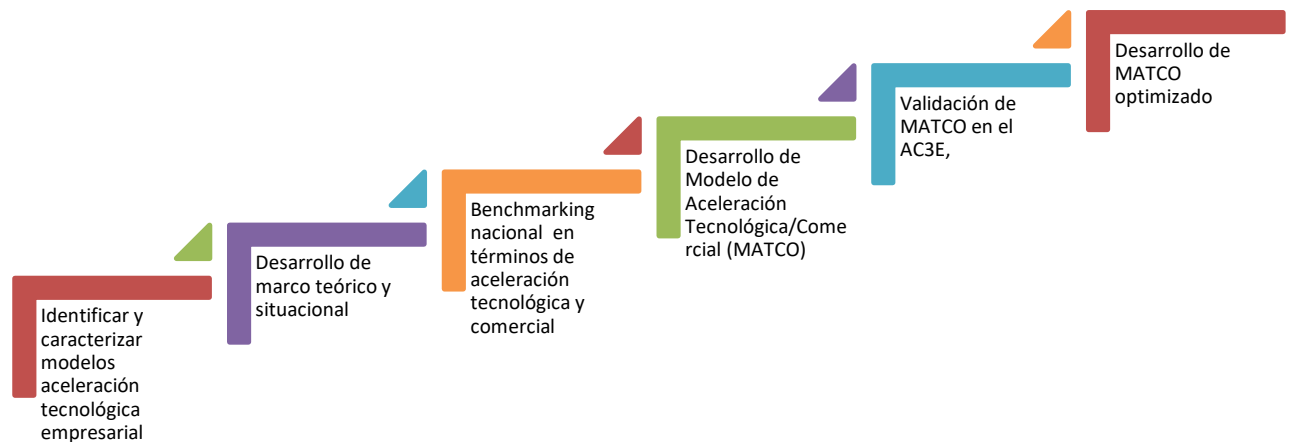 Identificar y
caracterizar
modelos
aceleración
tecnológica
empresarial
Desarrollo de
marco teórico y
situacional
Benchmarking
nacional en
términos de
aceleración
tecnológica y
comercial
Desarrollo de
Modelo de
Aceleración
Tecnológica/Come
rcial (MATCO)
Validación de
MATCO en el
AC3E,
Desarrollo de
MATCO
optimizado